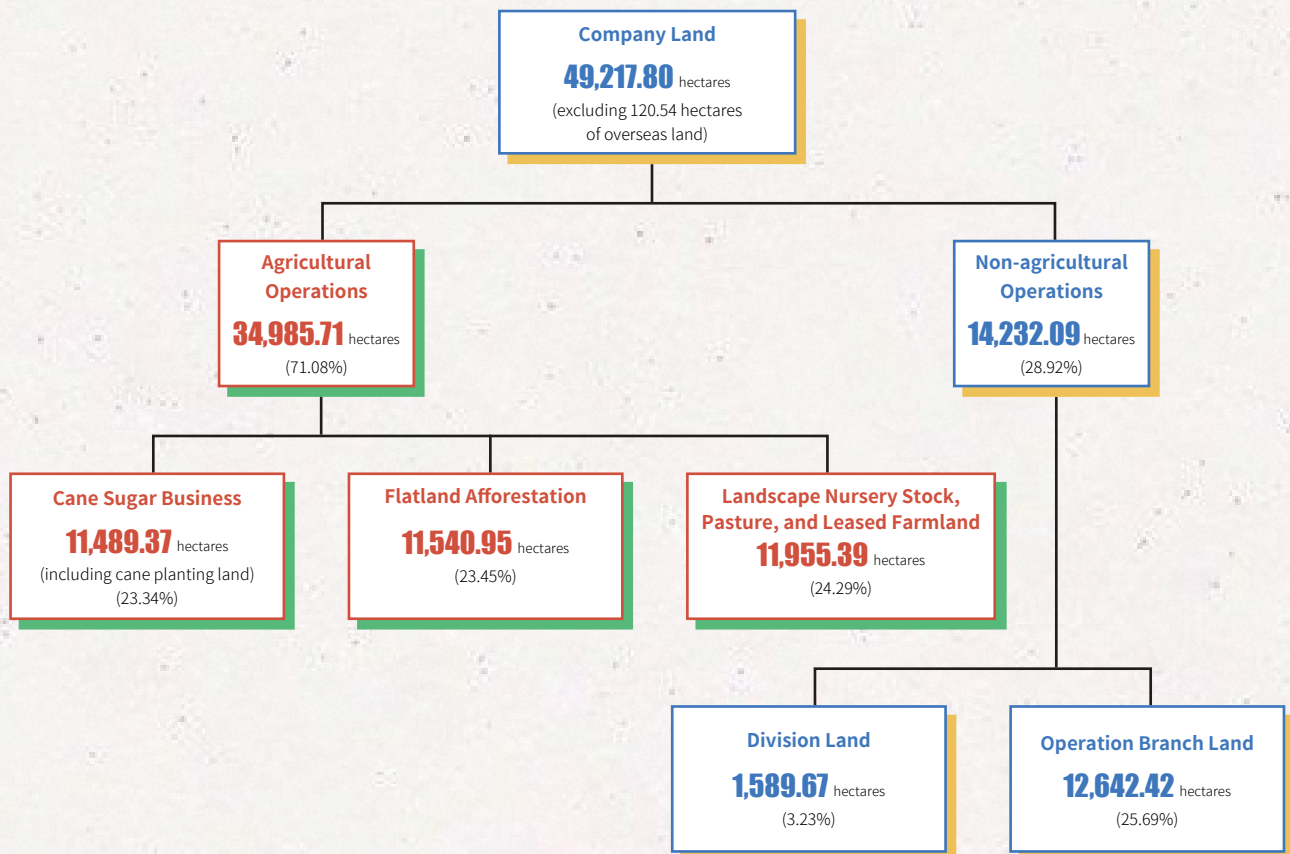 Company Land
49,217.80 hectares
(excluding 120.54 hectares
of overseas land)
Agricultural
Operations
34,985.71 hectares
(71.08%)
Non-agricultural
Operations
14,232.09 hectares
(28.92%)
Cane Sugar Business
11,489.37 hectares
(including cane planting land)
(23.34%)
Flatland Afforestation
11,540.95 hectares
(23.45%)
Landscape Nursery Stock,
Pasture, and Leased Farmland
11,955.39 hectares
(24.29%)
Division Land
1,589.67 hectares
(3.23%)
Operation Branch Land
12,642.42 hectares
(25.69%)